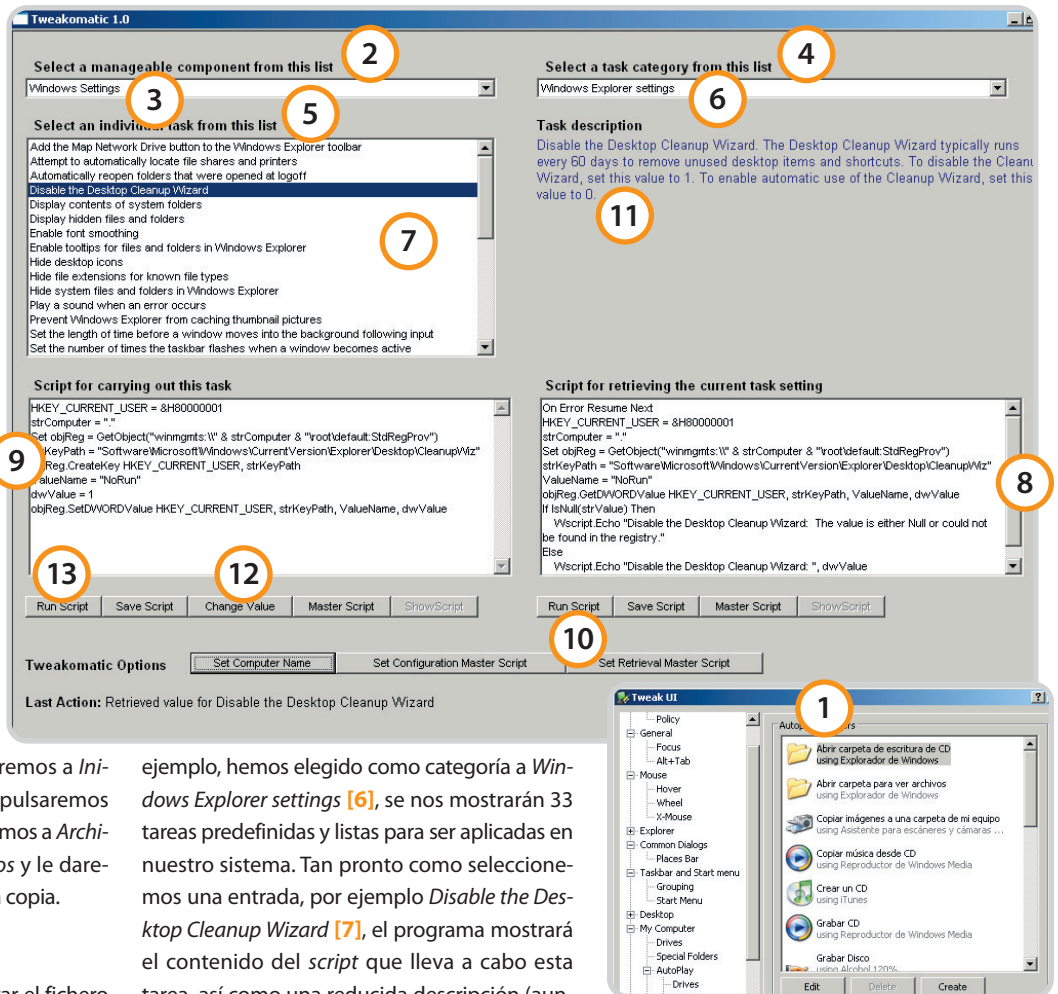 Tweakomatic 1.0
2
4
Select a manageable component from this list
Select a task category from this list
Windows Settings
3
Windows Explorer settings
6
5
Select an individual task from this list
Add the Map Network Drive button to the Windows Explorer toolbar
Attempt to automatically locate file shares and printers
Automatically reopen folders that were opened at logoff
Disable the Desktop Cleanup Wizard
Display contents of system folders
Display hidden files and folders
Enable font smoothing
Enable tooltips for files and folders in Windows Explorer
Hide desktop icons
Hide file extensions for known file types
Hide system files and folders in Windows Explorer
Play a sound when an error occurs
Prevent Windows Explorer from caching thumbnail pictures
Set the length of time before a window moves into the background following input
Set the number of times the taskbar flashes when a window becomes active
7
Task description
Disable the Desktop Cleanup Wizard. The Desktop Cleanup Wizard typically runs
every 60 days to remove unused desktop items and shortcuts. To disable the Cleanu
Wizard, set this value to 1. To enable automatic use of the Cleanup Wizard, set this
value to 0.
11
Script for carrying out this task
HKEY_CURRENT_USER = &H80000001
strComputer = "."
Set objReg = GetObject("winmgmts:\\" & strComputer & "\root\default:StdRegProv")
KeyPath = "Software\Microsoft\Windows\CurrentVersion\Explorer\Desktop\CleanupWiz"
Reg.CreateKey HKEY_CURRENT_USER, strKeyPath
ValueName = "NoRun"
dwValue = 1
objReg.SetDWORDValue HKEY_CURRENT_USER, strKeyPath, ValueName, dwValue
9
Script for retrieving the current task setting
On Error Resume Next
HKEY_CURRENT_USER = &H80000001
strComputer = "."
Set objReg = GetObject("winmgmts:\\" & strComputer & "\root\default:StdRegProv")
strKeyPath = "Software\Microsoft\Windows\CurrentVersion\Explorer\Desktop\CleanupWiz"
ValueName = "NoRun"
objReg.GetDWORDValue HKEY_CURRENT_USER, strKeyPath, ValueName, dwValue
If IsNull(strValue) Then
Wscript.Echo "Disable the Desktop Cleanup Wizard: The value is either Null or could not
be found in the registry."
Else
Wscript.Echo "Disable the Desktop Cleanup Wizard: ", dwValue
8
13
12
Run Script Save Script Change Value Master Script ShowScript
Run Script Save Script Master Script ShowScript
10
Tweakomatic Options Set Computer Name Set Configuration Master Script Set Retrieval Master Script
Last Action: Retrieved value for Disable the Desktop Cleanup Wizard
remos a Ini-
pulsaremos
mos a Archi-
ps y le dare-
copia.
ar el fichero
ejemplo, hemos elegido como categoría a Win-
dows Explorer settings [6], se nos mostrarán 33
tareas predefinidas y listas para ser aplicadas en
nuestro sistema. Tan pronto como seleccione-
mos una entrada, por ejemplo Disable the Des-
ktop Cleanup Wizard [7], el programa mostrará
el contenido del script que lleva a cabo esta
tarea, así como una reducida descripción (aun-
Tweak UI
1
Policy
General
Focus
Alt+Tab
Mouse
Hover
Wheel
X-Mouse
Explorer
Common Dialogs
Places Bar
Taskbar and Start menu
Grouping
Start Menu
Desktop
My Computer
Drives
Special Folders
AutoPlay
Drives
Abrir carpeta de escritura de CD
using Explorador de Windows
Abrir carpeta para ver archivos
using Explorador de Windows
Copiar imágenes a una carpeta de mi equipo
using Asistente para escáneres y cámaras ...
Copiar música desde CD
using Reproductor de Windows Media
Crear un CD
using iTunes
Grabar CD
using Reproductor de Windows Media
Grabar Disco
using Alcohol 120%
Edit Delete Create